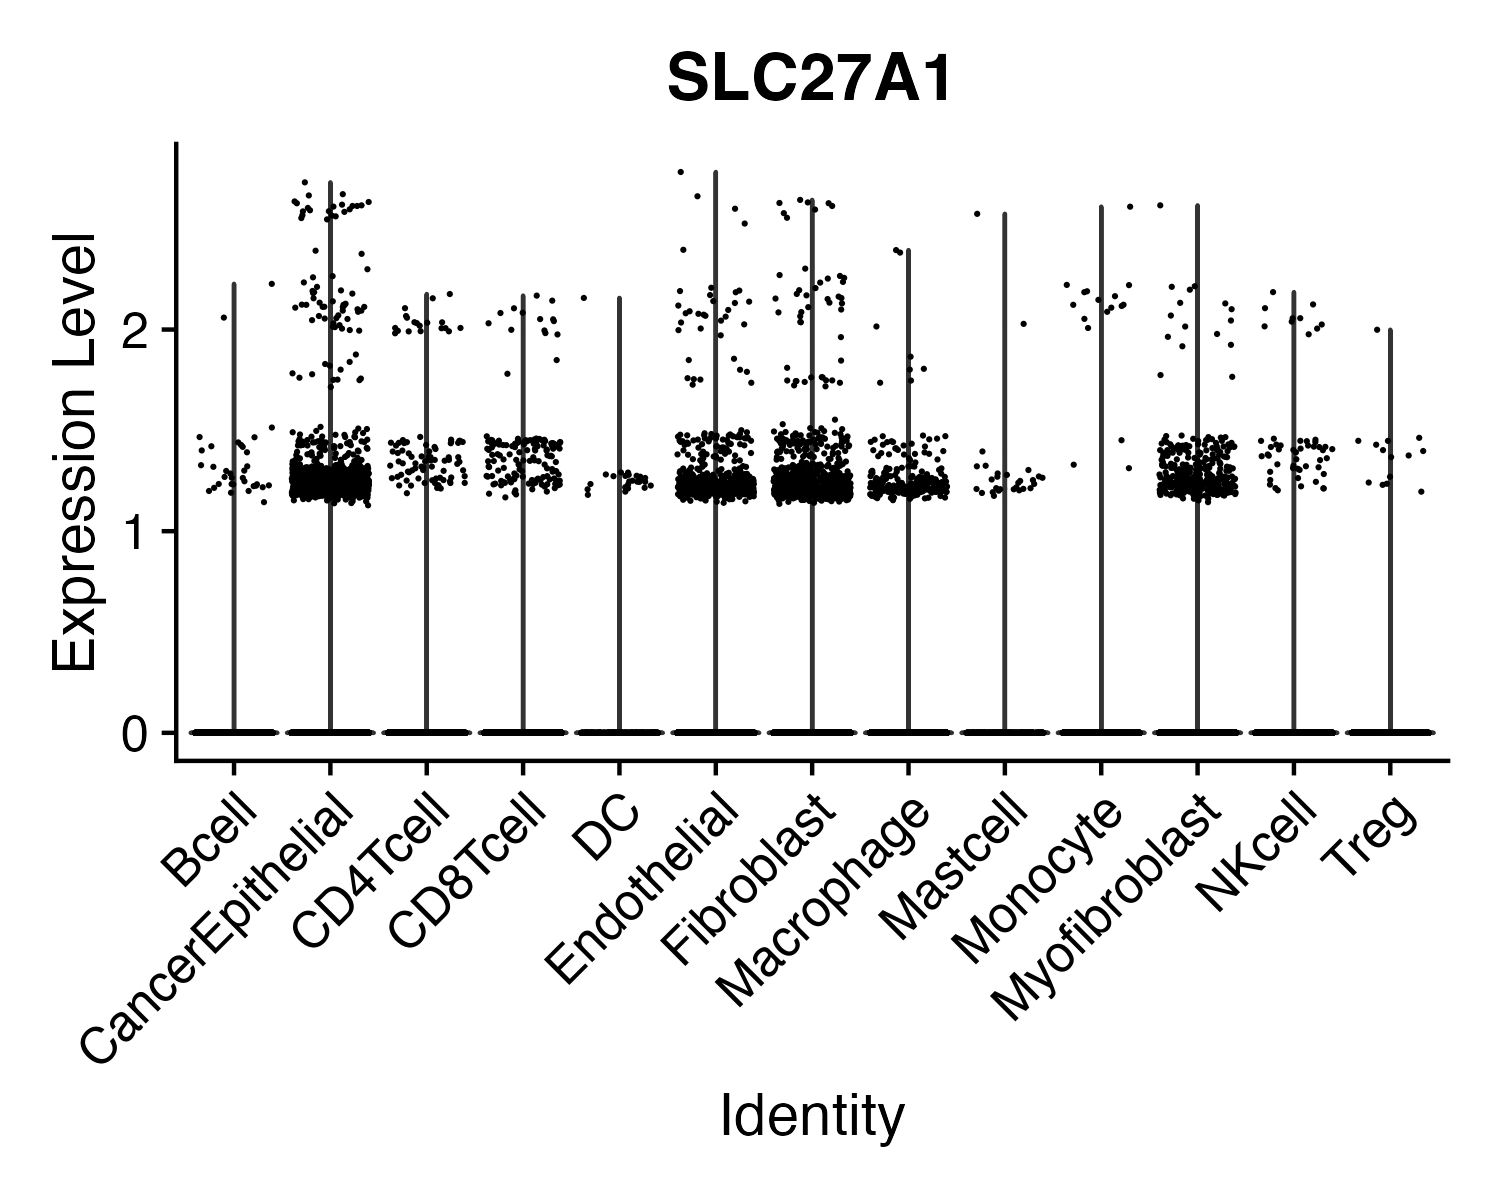 SLC27A1
Expression Level
2
1
0
Bcell
CancerEpithelial
CD4Tcell
CD8Tcell
DC
Endothelial
Fibroblast
Macrophage
Mastcell
Monocyte
Myofibroblast
NKcell
Treg
Identity